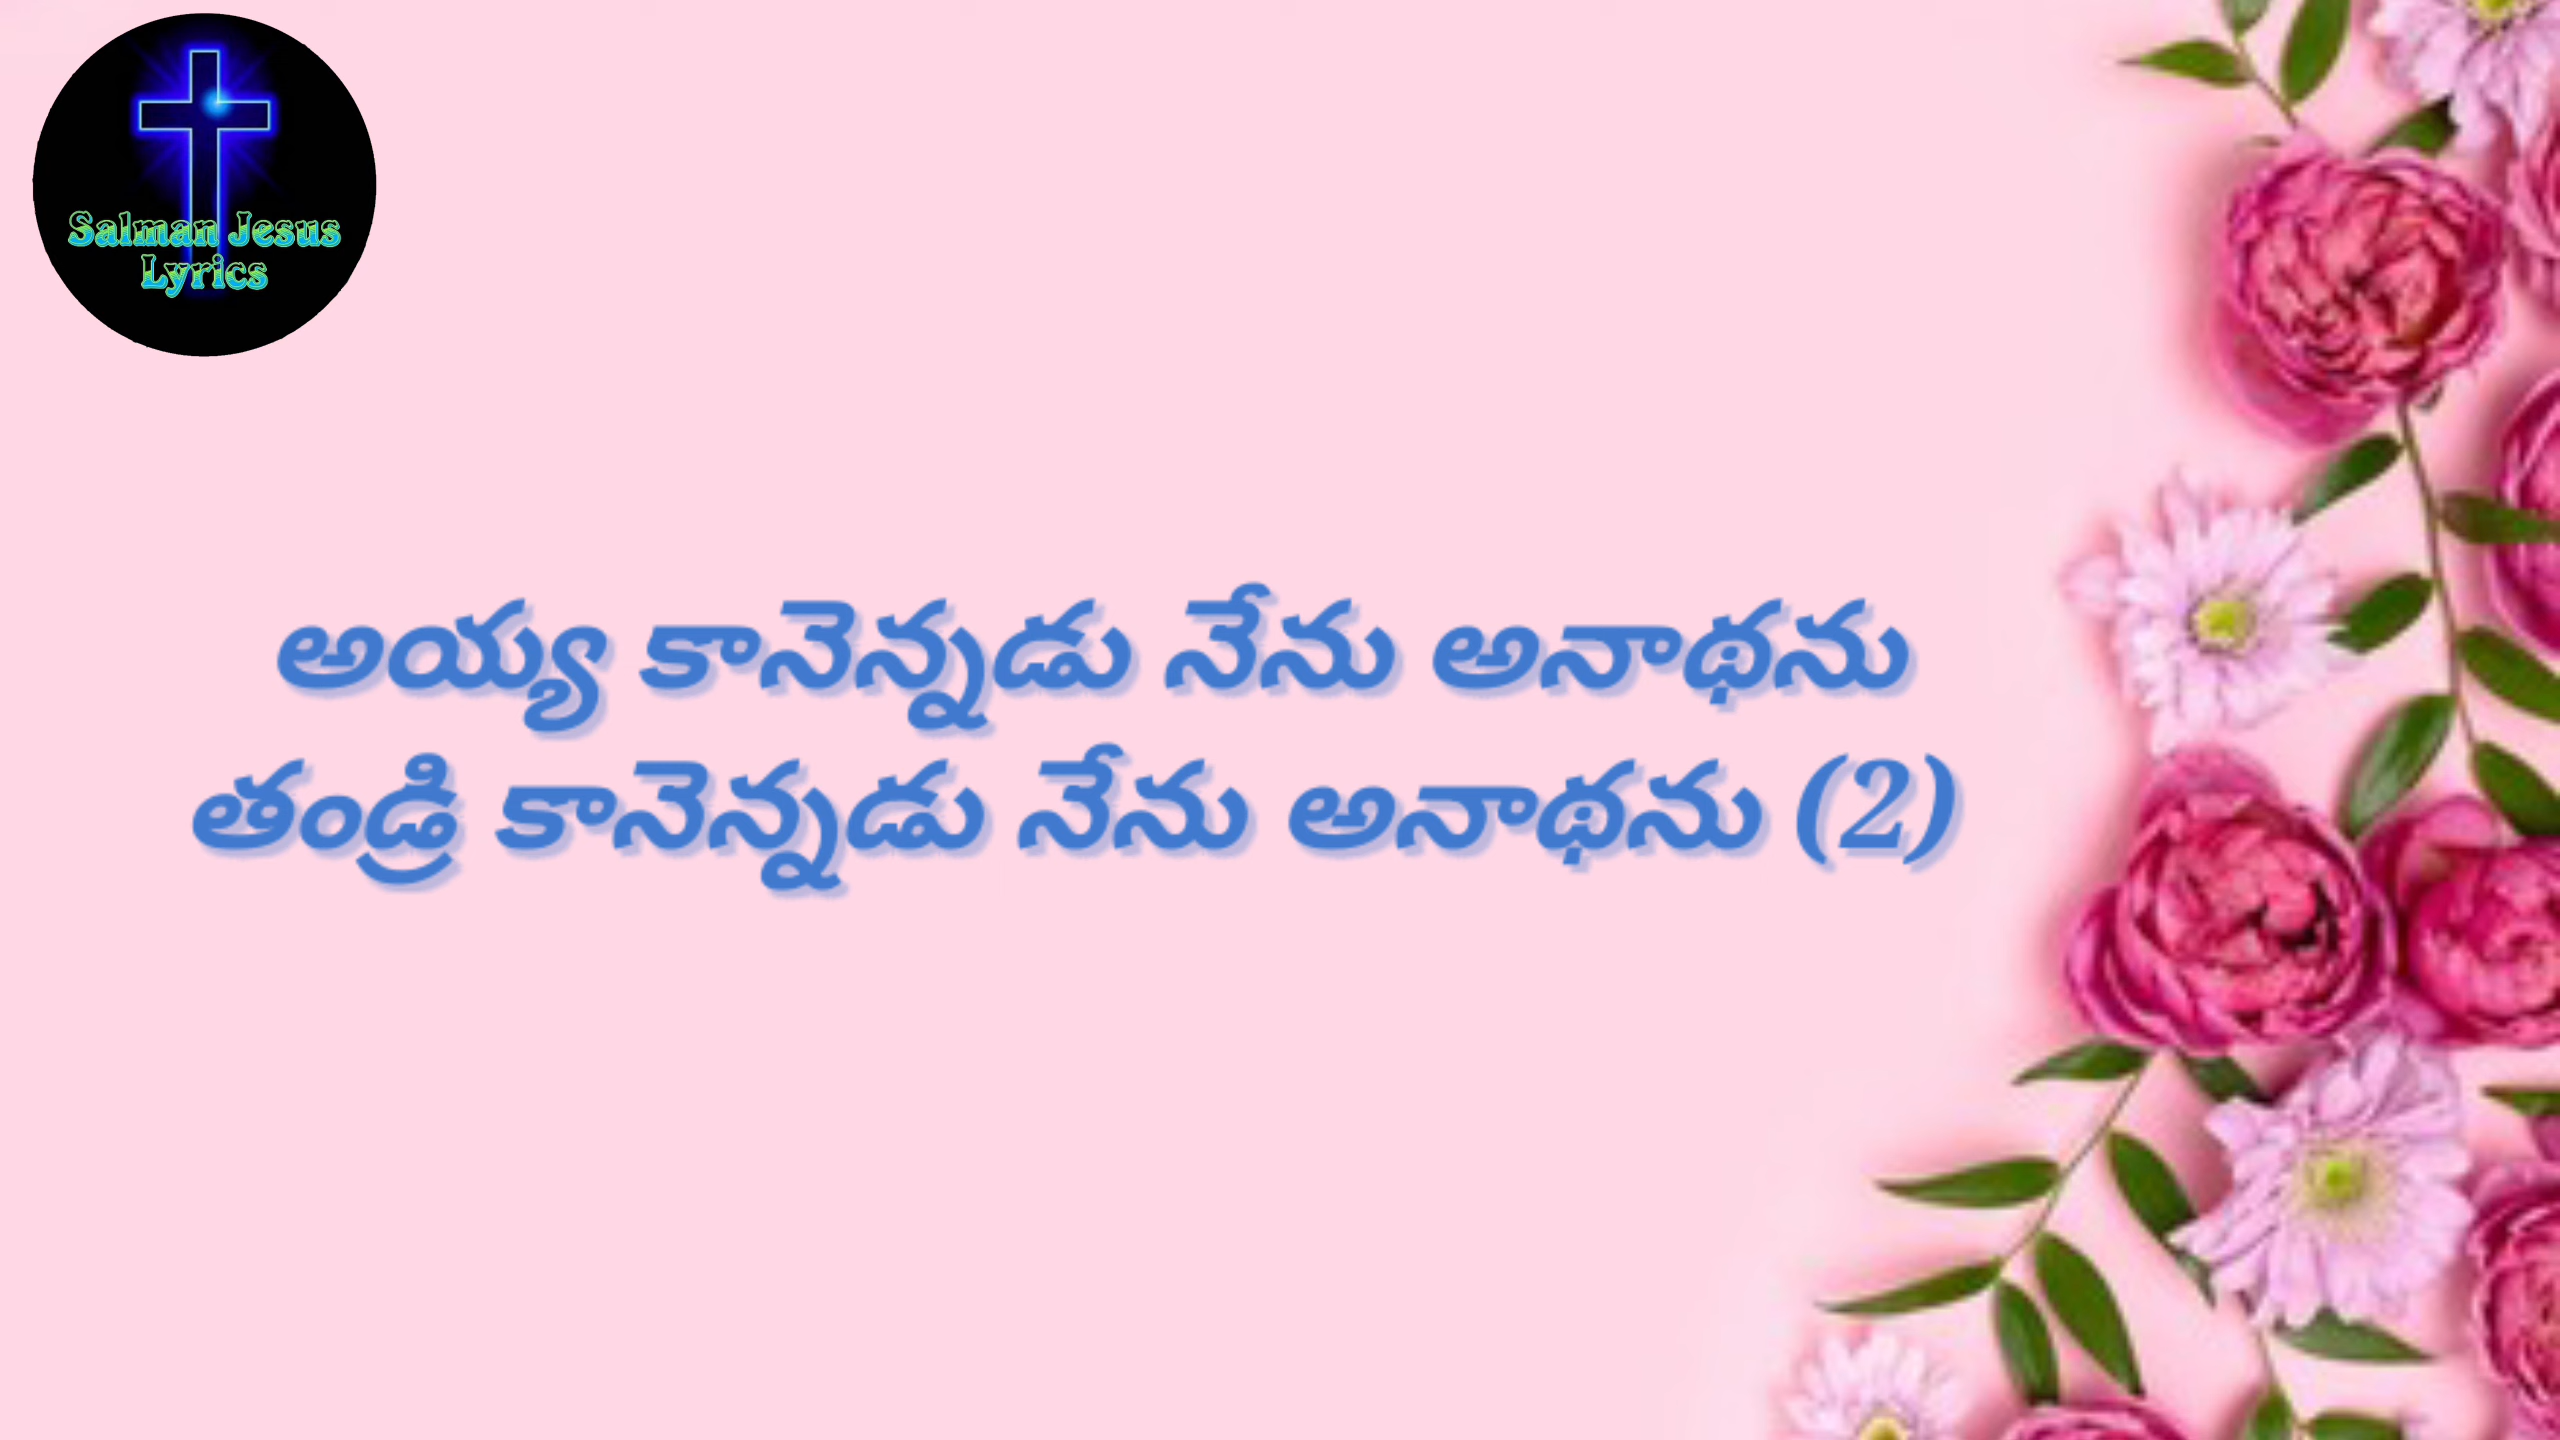 Salman Jesus
Lyrics
అయ్య కానెన్నడు నేను అనాథను
తండ్రి కానెన్నడు నేను అనాథను (2)